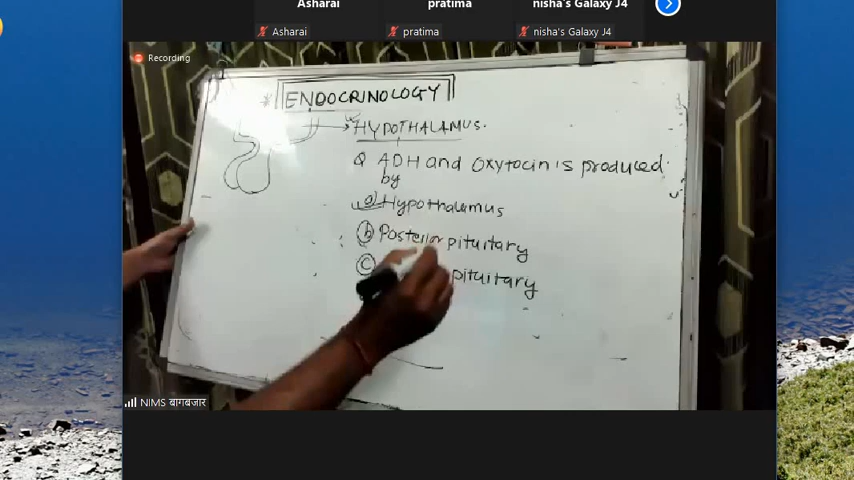 Asharai pratima nisha's Galaxy J4
Asharai pratima nisha's Galaxy J4
Recording
ENDOCRINOLOGY
HYPOTHALAMUS.
Q ADH and Oxytocin is produced
by
a) Hypothalamus
b Posterior pituitary
c pituitary
NIMS बागबजार